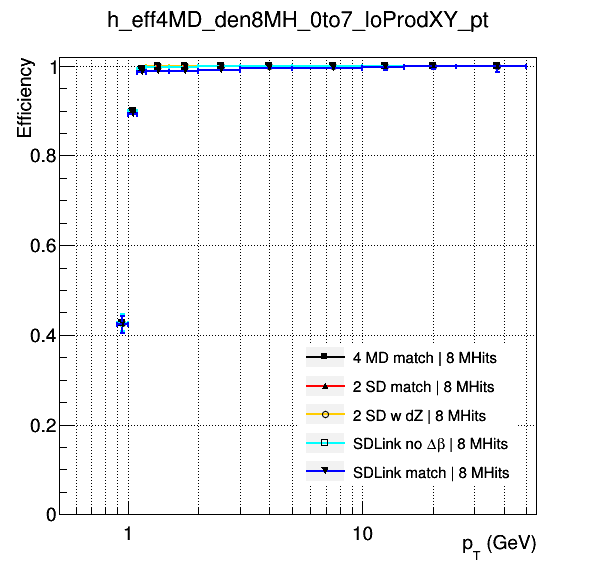 h_eff4MD_den8MH_0to7_loProdXY_pt
Efficiency
1
0.8
0.6
0.4
0.2
0
4 MD match | 8 MHits
2 SD match | 8 MHits
2 SD w dZ | 8 MHits
SDLink no Δβ | 8 MHits
SDLink match | 8 MHits
1
10
p_T (GeV)